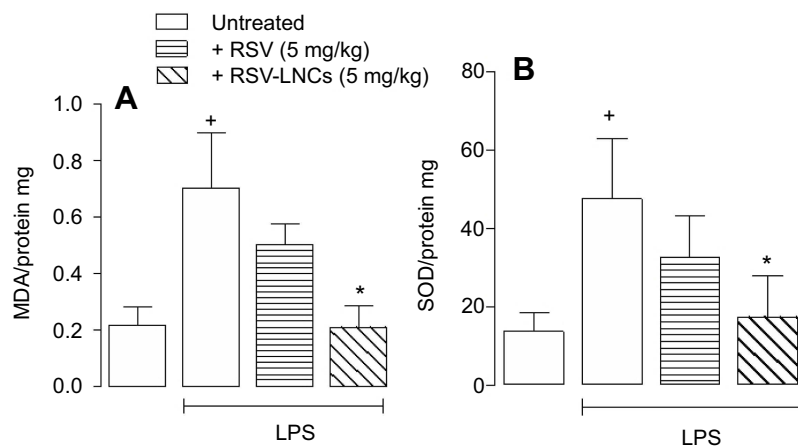 Untreated
+ RSV (5 mg/kg)
+ RSV-LNCs (5 mg/kg)
A
MDA/protein mg
1.0
0.8
0.6
0.4
0.2
0.0
+
*
LPS
B
SOD/protein mg
80
60
40
20
0
+
*
LPS